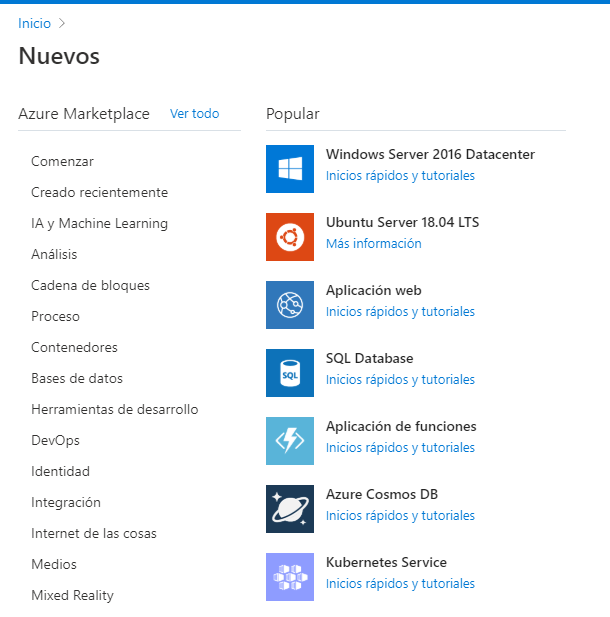 Inicio
Nuevos
Azure Marketplace Ver todo
Comenzar
Creado recientemente
IA y Machine Learning
Análisis
Cadena de bloques
Proceso
Contenedores
Bases de datos
Herramientas de desarrollo
DevOps
Identidad
Integración
Internet de las cosas
Medios
Mixed Reality
Popular
Windows Server 2016 Datacenter
Inicios rápidos y tutoriales
Ubuntu Server 18.04 LTS
Más información
Aplicación web
Inicios rápidos y tutoriales
SQL
SQL Database
Inicios rápidos y tutoriales
Aplicación de funciones
Inicios rápidos y tutoriales
Azure Cosmos DB
Inicios rápidos y tutoriales
Kubernetes Service
Inicios rápidos y tutoriales